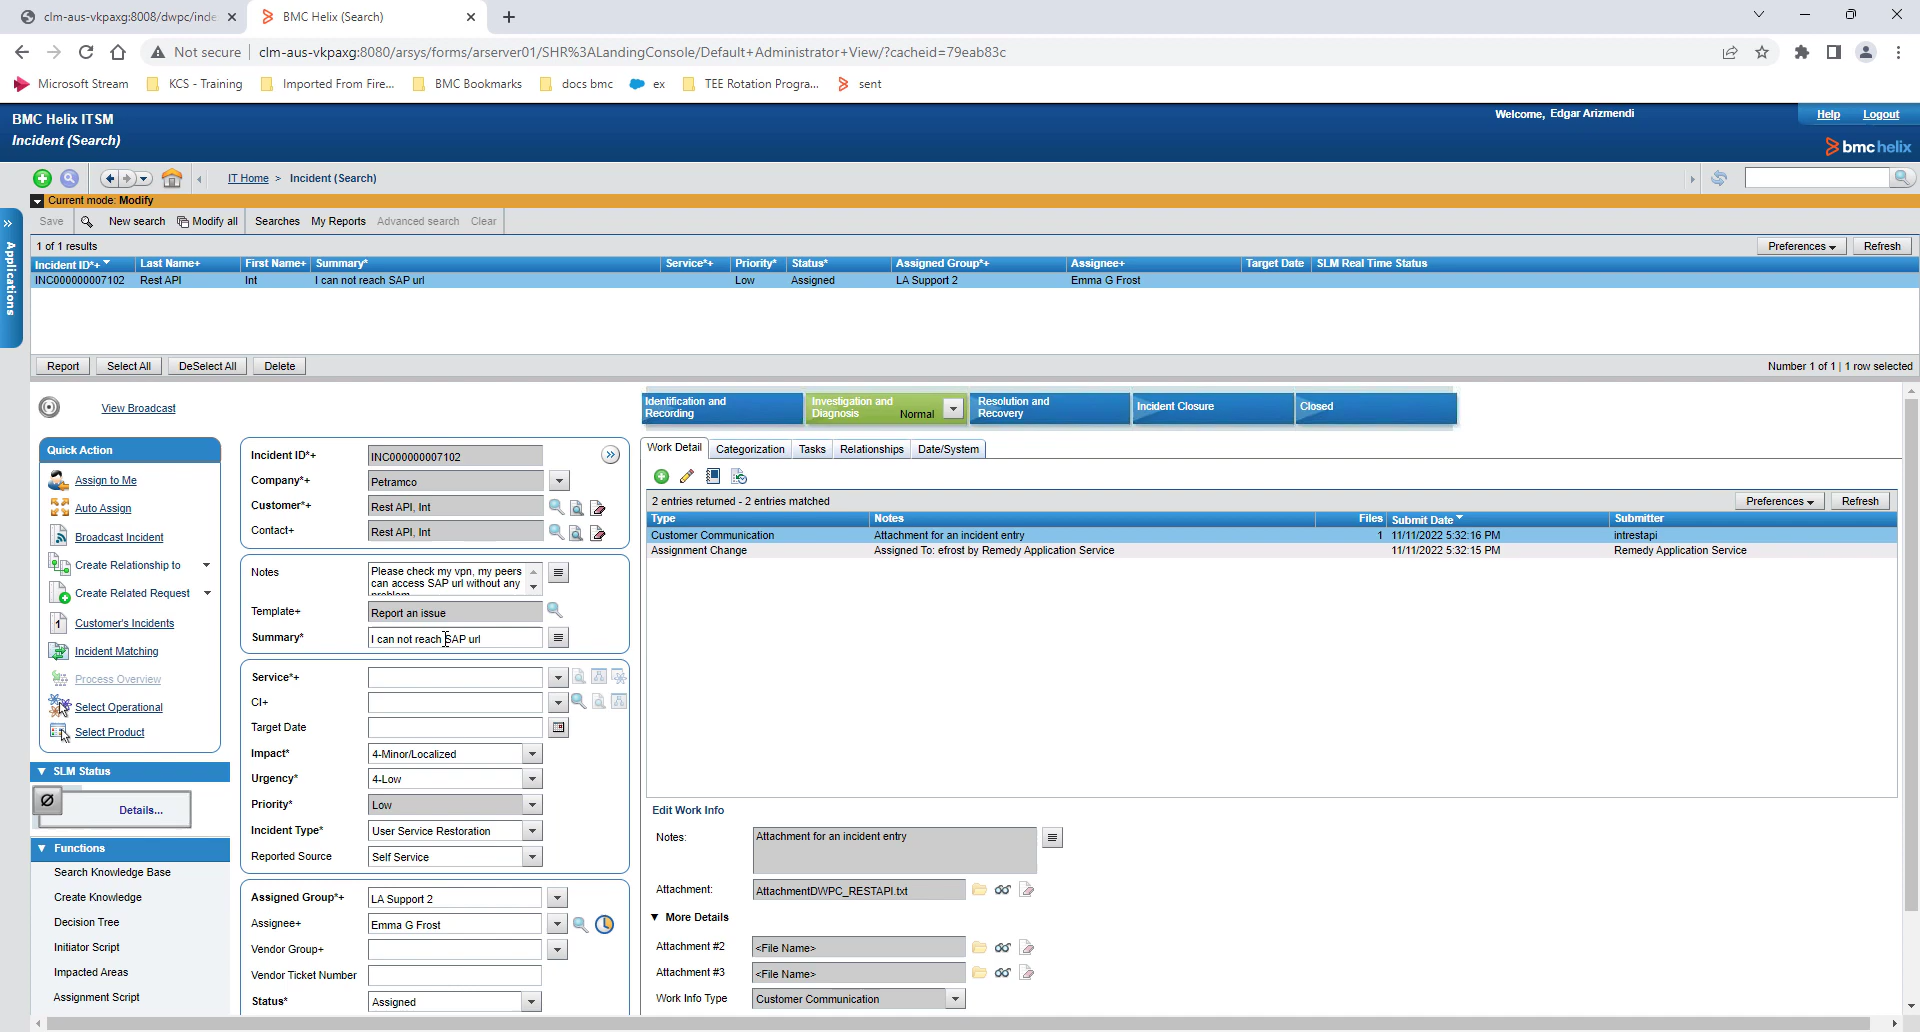 clm-aus-vkpaxg:8008/dwpc/inde
BMC Helix (Search)
Not secure
clm-aus-vkpaxg:8080/arsys/forms/arserver01/SHR%3ALandingConsole/Default+Administrator+View/?cacheid=79eab83c
Microsoft Stream
KCS - Training
Imported From Fire...
BMC Bookmarks
docs bmc
ex
TEE Rotation Progra...
sent
BMC Helix ITSM
Welcome, Edgar Arizmendi
Help
Logout
Incident (Search)
bmchelix
IT Home > Incident (Search)
Current mode: Modify
Save
New search
Modify all
Searches
My Reports
Advanced search
Clear
1 of 1 results
Preferences
Refresh
Incident ID*+ Last Name+ First Name+ Summary* Service*+ Priority* Status* Assigned Group*+ Assignee+ Target Date SLM Real Time Status
INC000000007102 Rest API Int I can not reach SAP url Low Assigned LA Support 2 Emma G Frost
Applications
Report
Select All
DeSelect All
Delete
Number 1 of 1 | 1 row selected
View Broadcast
Identification and Recording
Investigation and Diagnosis Normal
Resolution and Recovery
Incident Closure
Closed
Quick Action
Assign to Me
Auto Assign
Broadcast Incident
Create Relationship to
Create Related Request
1 Customer's Incidents
Incident Matching
Process Overview
Select Operational
Select Product
SLM Status
Details...
Functions
Search Knowledge Base
Create Knowledge
Decision Tree
Initiator Script
Impacted Areas
Assignment Script
Incident ID*+ INC000000007102
Company*+ Petramco
Customer*+ Rest API, Int
Contact+ Rest API, Int
Notes Please check my vpn, my peers
can access SAP url without any
problem
Template+ Report an issue
Summary* I can not reach SAP url
Service*+
CI+
Target Date
Impact* 4-Minor/Localized
Urgency* 4-Low
Priority* Low
Incident Type* User Service Restoration
Reported Source Self Service
Assigned Group*+ LA Support 2
Assignee+ Emma G Frost
Vendor Group+
Vendor Ticket Number
Status* Assigned
Work Detail
Categorization
Tasks
Relationships
Date/System
2 entries returned - 2 entries matched
Preferences
Refresh
Type Notes Files Submit Date Submitter
Customer Communication Attachment for an incident entry 1 11/11/2022 5:32:16 PM intrestapi
Assignment Change Assigned To: efrost by Remedy Application Service 11/11/2022 5:32:15 PM Remedy Application Service
Edit Work Info
Notes: Attachment for an incident entry
Attachment: AttachmentDWPC_RESTAPI.txt
More Details
Attachment #2 <File Name>
Attachment #3 <File Name>
Work Info Type Customer Communication